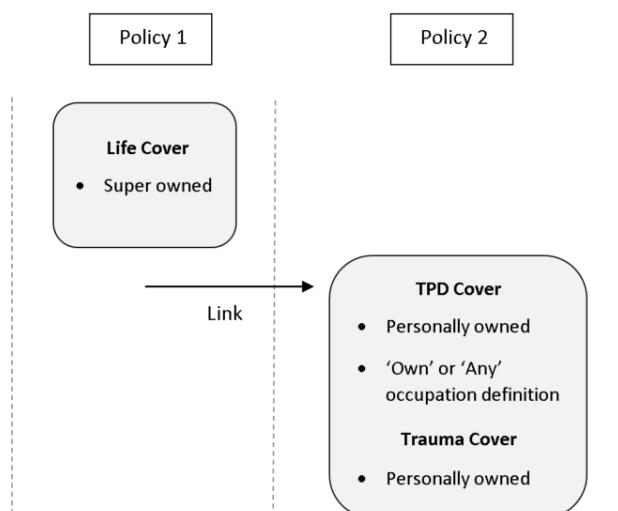 Policy 1
Policy 2
Life Cover
• Super owned
Link
TPD Cover
• Personally owned
• ‘Own’ or ‘Any’
occupation definition
Trauma Cover
• Personally owned